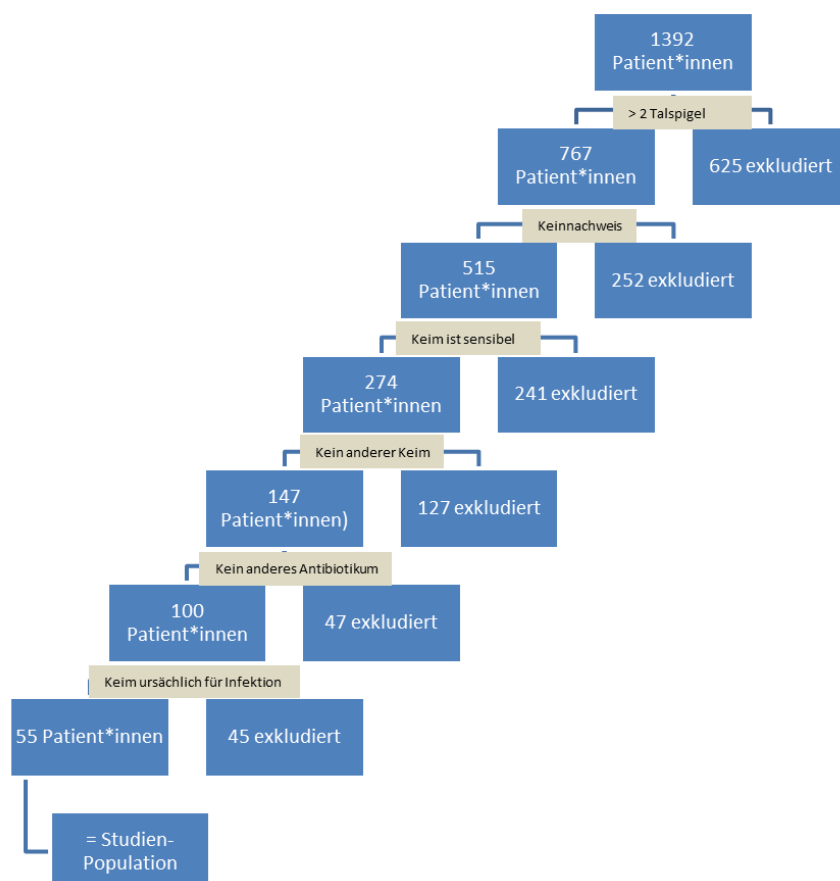 1392
Patient*innen
> 2 Talspigel
767
Patient*innen
625 exkludiert
Keinnachweis
515
Patient*innen
252 exkludiert
Keim ist sensibel
274
Patient*innen
241 exkludiert
Kein anderer Keim
147
Patient*innen)
127 exkludiert
Kein anderes Antibiotikum
100
Patient*innen
47 exkludiert
Keim ursächlich für Infektion
55 Patient*innen
45 exkludiert
= Studien-
Population